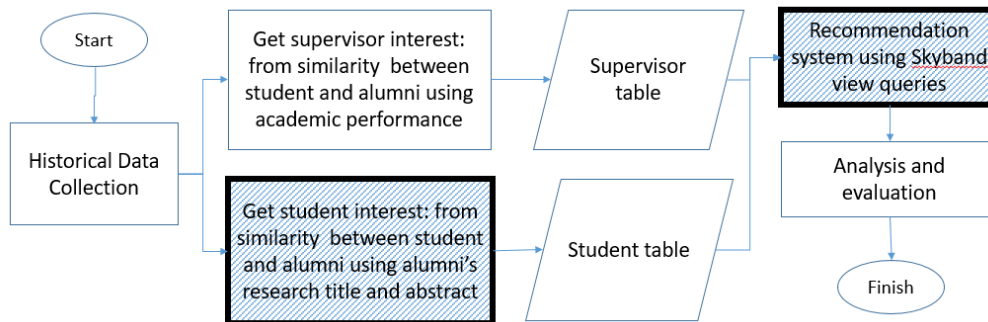 Start
Historical Data
Collection
Get supervisor interest:
from similarity between
student and alumni using
academic performance
Get student interest: from
similarity between student
and alumni using alumni's
research title and abstract
Supervisor
table
Student table
Recommendation
system using Skyband
view queries
Analysis and
evaluation
Finish